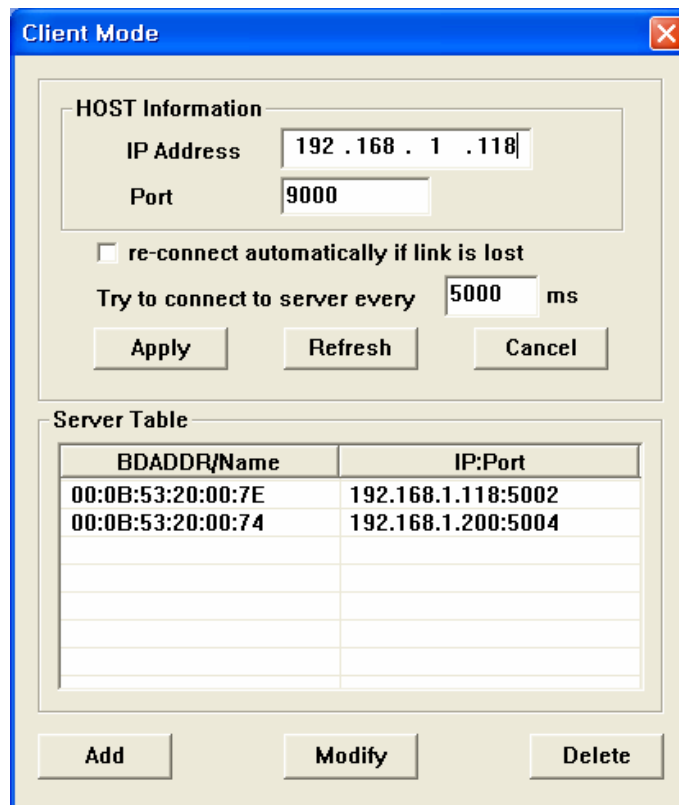 Client Mode
HOST Information
IP Address 192 .168 . 1 .118
Port 9000
re-connect automatically if link is lost
Try to connect to server every 5000 ms
Apply Refresh Cancel
Server Table
BDADDR/Name IP:Port
00:0B:53:20:00:7E 192.168.1.118:5002
00:0B:53:20:00:74 192.168.1.200:5004
Add Modify Delete